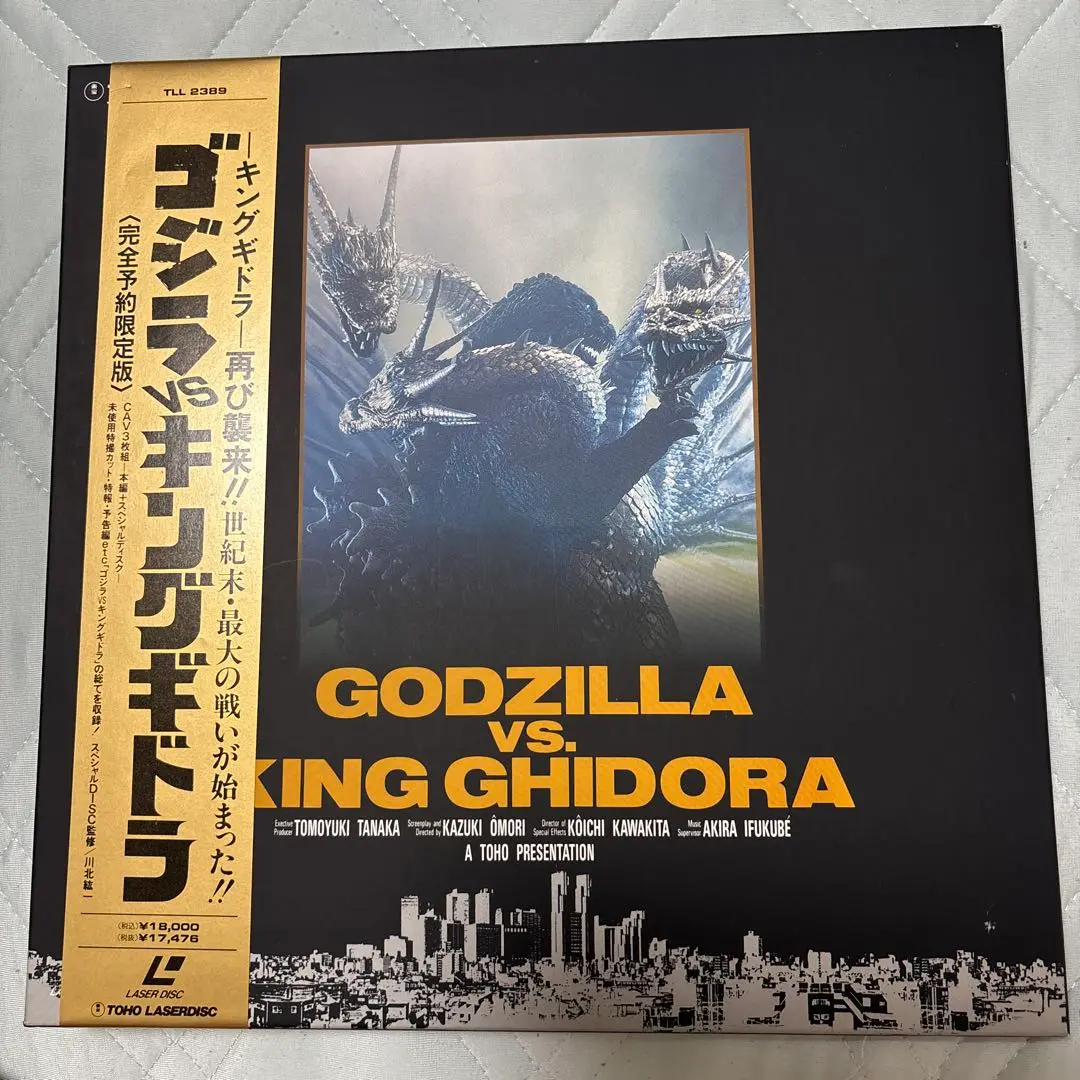 TLL 2389
―キングギドラ―再び襲来!!世紀末・最大の戦いが始まった!!
ゴジラVSキングギドラ
〈完全予約限定版〉
CAV3枚組―本編+スペシャルディスク―
未使用特撮カット・特報・予告編etc「ゴジラVSキングギドラ」の総てを収録! スペシャルDISC監修/川北紘一
(税込)¥18,000
(税抜)¥17,476
LASER DISC
TOHO LASERDISC
GODZILLA
VS.
KING GHIDORA
Exective Producer TOMOYUKI TANAKA Screenplay and Directed by KAZUKI ÔMORI Director of Special Effects KÔICHI KAWAKITA Music Supervisor AKIRA IFUKUBÉ
A TOHO PRESENTATION